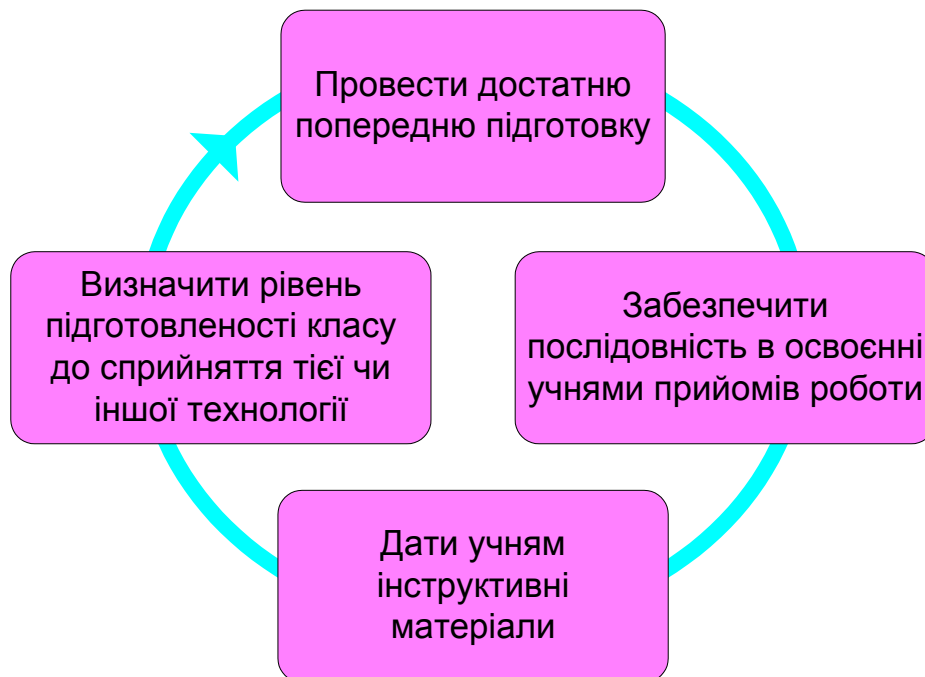 Провести достатню
попередню підготовку
Визначити рівень
підготовленості класу
до сприйняття тієї чи
іншої технології
Забезпечити
послідовність в освоєнні
учнями прийомів роботи
Дати учням
інструктивні
матеріали